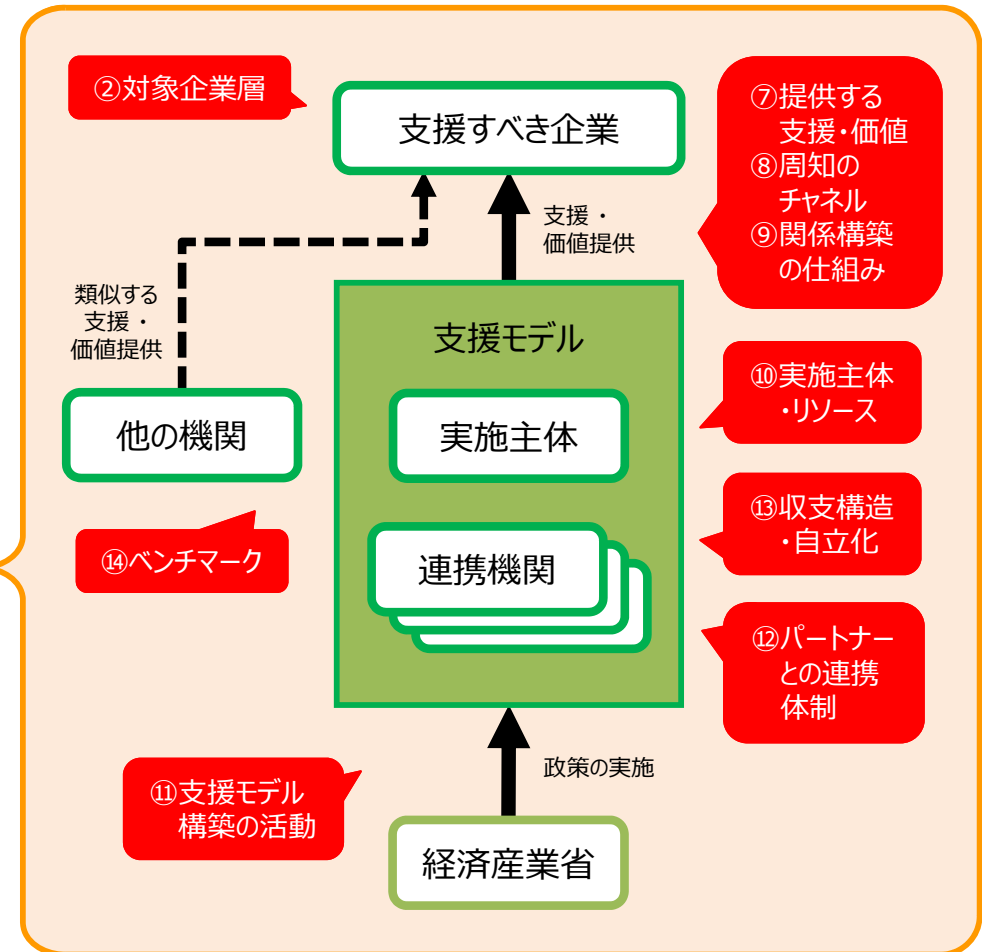 ②対象企業層
支援すべき企業
⑦提供する
支援・価値
⑧周知の
チャネル
⑨関係構築
の仕組み
支援・
価値提供
類似する
支援・
価値提供
支援モデル
他の機関
実施主体
⑩実施主体
・リソース
⑭ベンチマーク
連携機関
⑬収支構造
・自立化
⑫パートナー
との連携
体制
政策の実施
⑪支援モデル
構築の活動
経済産業省